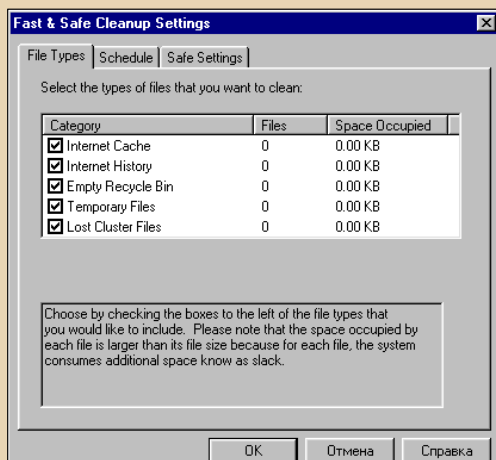 Fast & Safe Cleanup Settings
File Types Schedule Safe Settings
Select the types of files that you want to clean:
Category Files Space Occupied
Internet Cache 0 0.00 KB
Internet History 0 0.00 KB
Empty Recycle Bin 0 0.00 KB
Temporary Files 0 0.00 KB
Lost Cluster Files 0 0.00 KB
Choose by checking the boxes to the left of the file types that
you would like to include. Please note that the space occupied by
each file is larger than its file size because for each file, the system
consumes additional space know as slack.
OK Отмена Справка